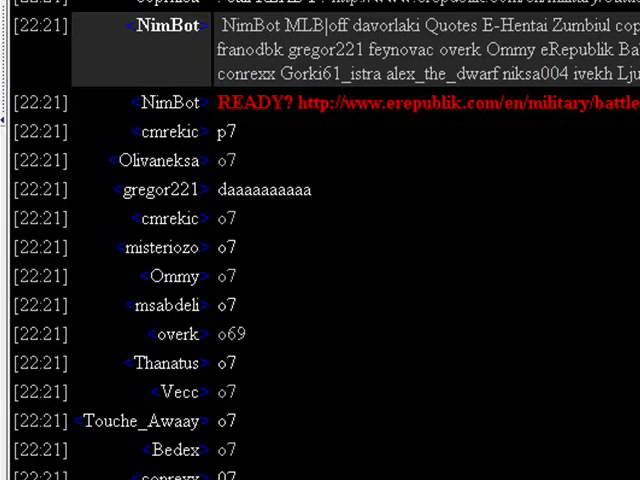 [22:21] <NimBot> NimBot MLB|off davorlaki Quotes E-Hentai Zumbiul
franodbk gregor221 feynovac overk Ommy eRepublik
conrexx Gorki61_istra alex_the_dwarf niksa004 ivekh
[22:21] <NimBot> READY? http://www.erepublik.com/en/military/battle
[22:21] <cmrekic> p7
[22:21] <Olivaneksa> o7
[22:21] <gregor221> daaaaaaaaaa
[22:21] <cmrekic> o7
[22:21] <misteriozo> o7
[22:21] <Ommy> o7
[22:21] <msabdeli> o7
[22:21] <overk> o69
[22:21] <Thanatus> o7
[22:21] <Vecc> o7
[22:21] <Touche_Awaay> o7
[22:21] <Bedex> o7
[22:21] <conrexx> 07